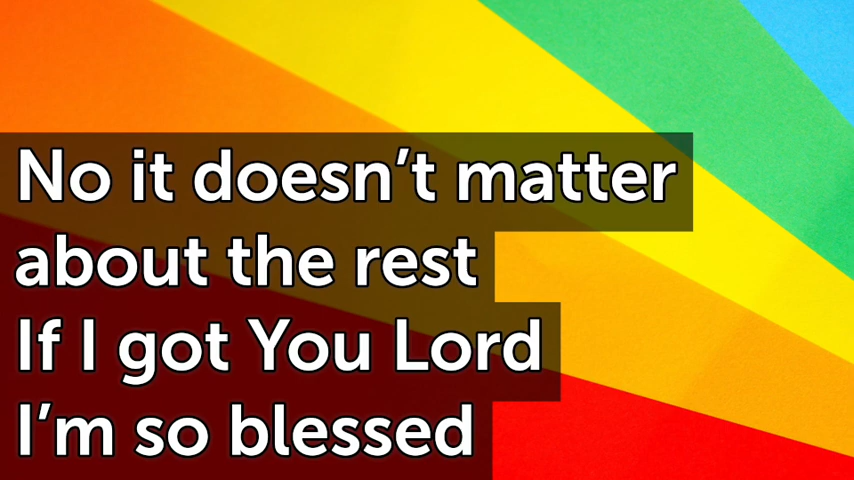 No it doesn’t matter
about the rest
If I got You Lord
I’m so blessed